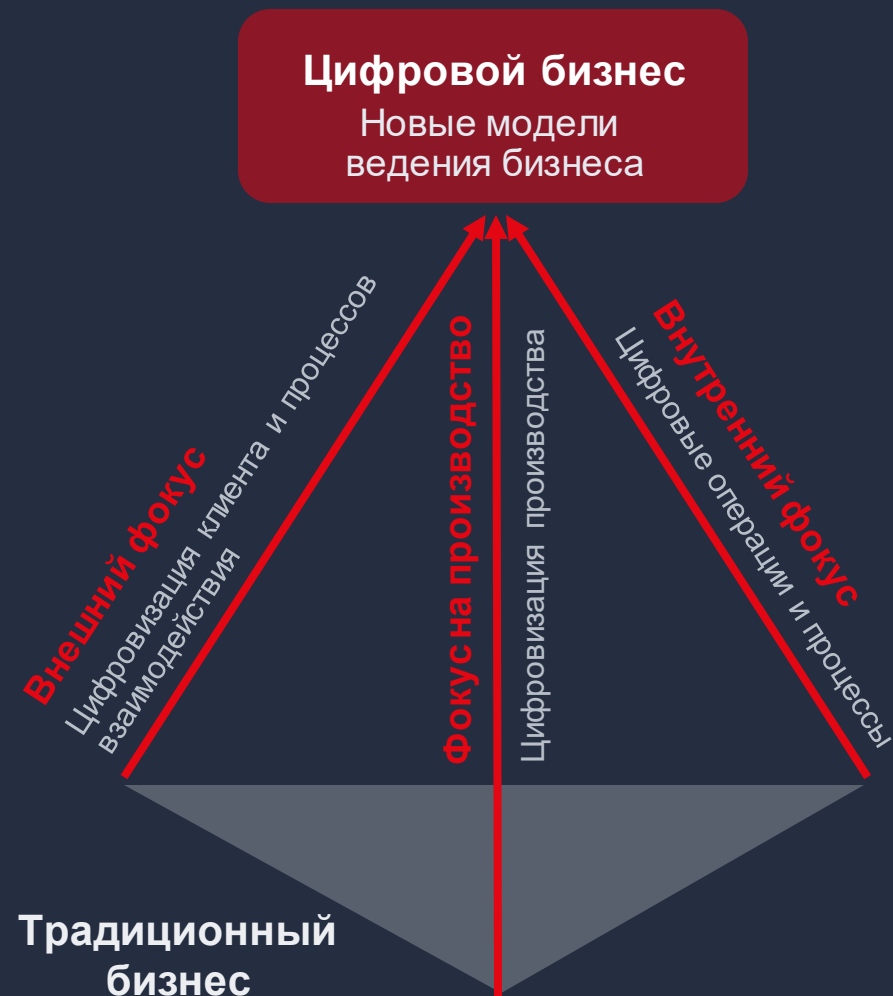 Цифровой бизнес
Новые модели
ведения бизнеса
Внешний фокус
Цифровизация клиента и процессов
взаимодействия
Фокус на производство
Цифровизация производства
Внутренний фокус
Цифровые операции и процессы
Традиционный
бизнес